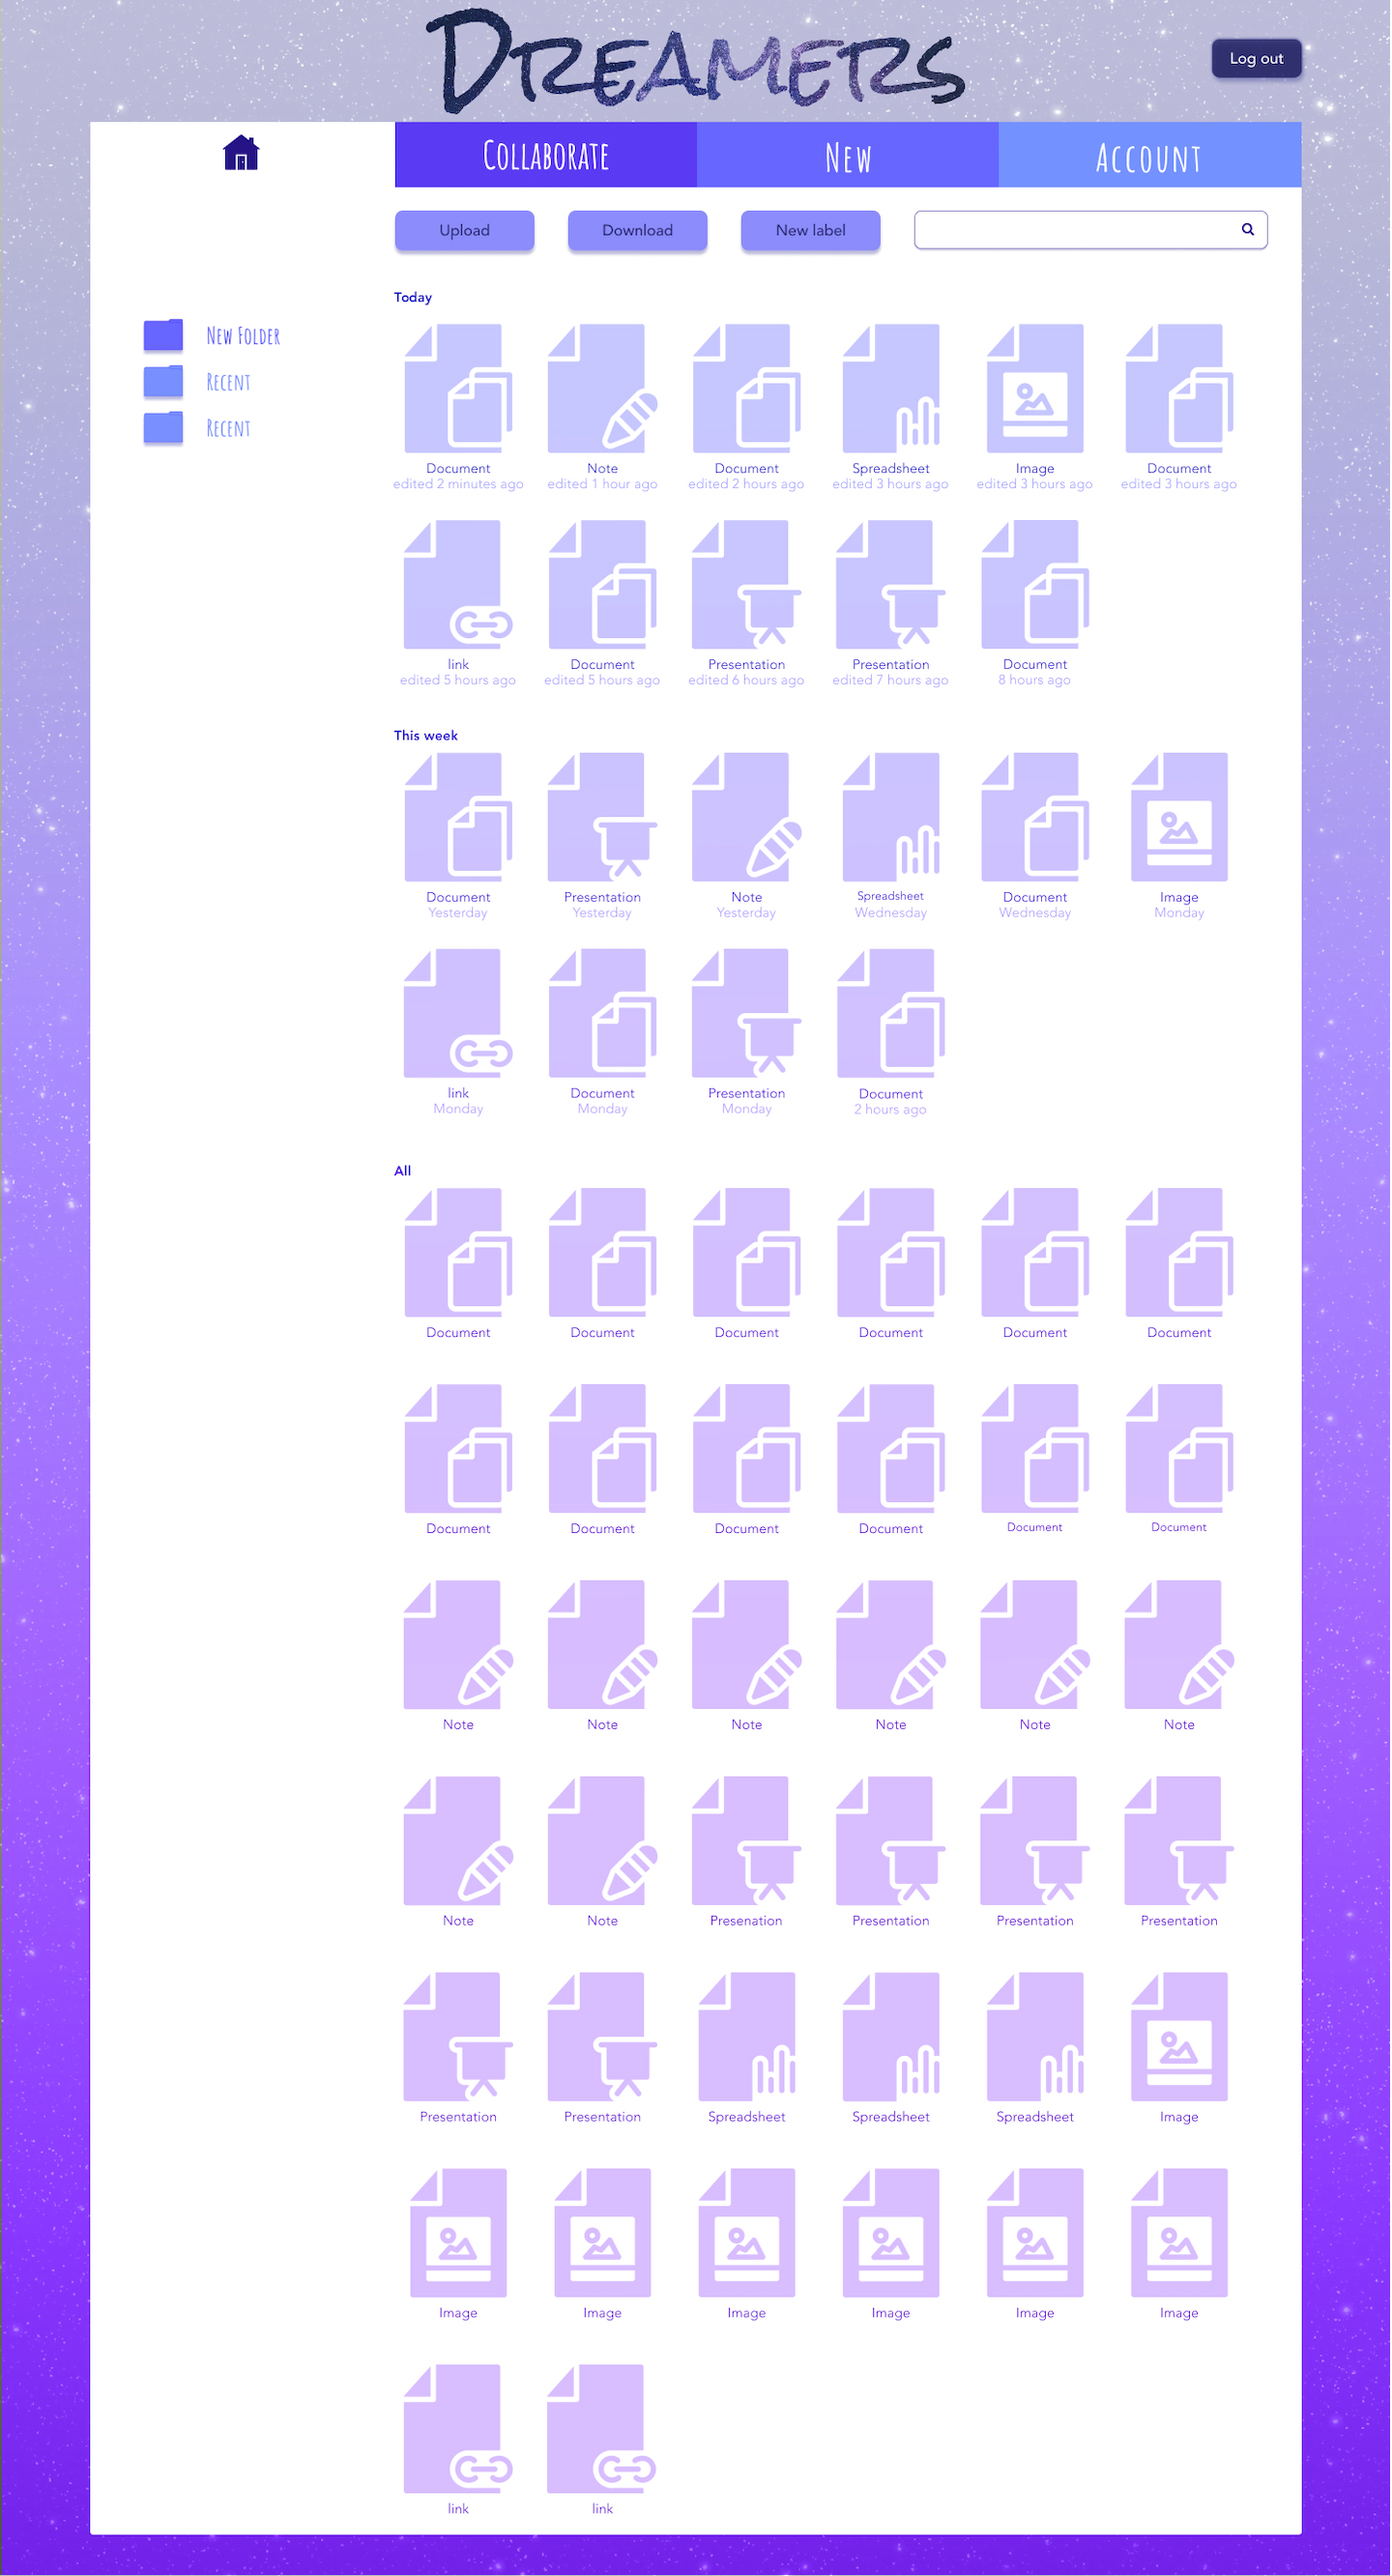 Dreamers
Log out
Collaborate
New
Account
Upload
Download
New label
New Folder
Recent
Recent
Today
Document
edited 2 minutes ago
Note
edited 1 hour ago
Document
edited 2 hours ago
Spreadsheet
edited 3 hours ago
Image
edited 3 hours ago
Document
edited 3 hours ago
link
edited 5 hours ago
Document
edited 5 hours ago
Presentation
edited 6 hours ago
Presentation
edited 7 hours ago
Document
8 hours ago
This week
Document
Yesterday
Presentation
Yesterday
Note
Yesterday
Spreadsheet
Wednesday
Document
Wednesday
Image
Monday
link
Monday
Document
Monday
Presentation
Monday
Document
2 hours ago
All
Document
Document
Document
Document
Document
Document
Document
Document
Document
Document
Document
Document
Note
Note
Note
Note
Note
Note
Note
Note
Presenation
Presentation
Presentation
Presentation
Presentation
Presentation
Spreadsheet
Spreadsheet
Spreadsheet
Image
Image
Image
Image
Image
Image
Image
link
link